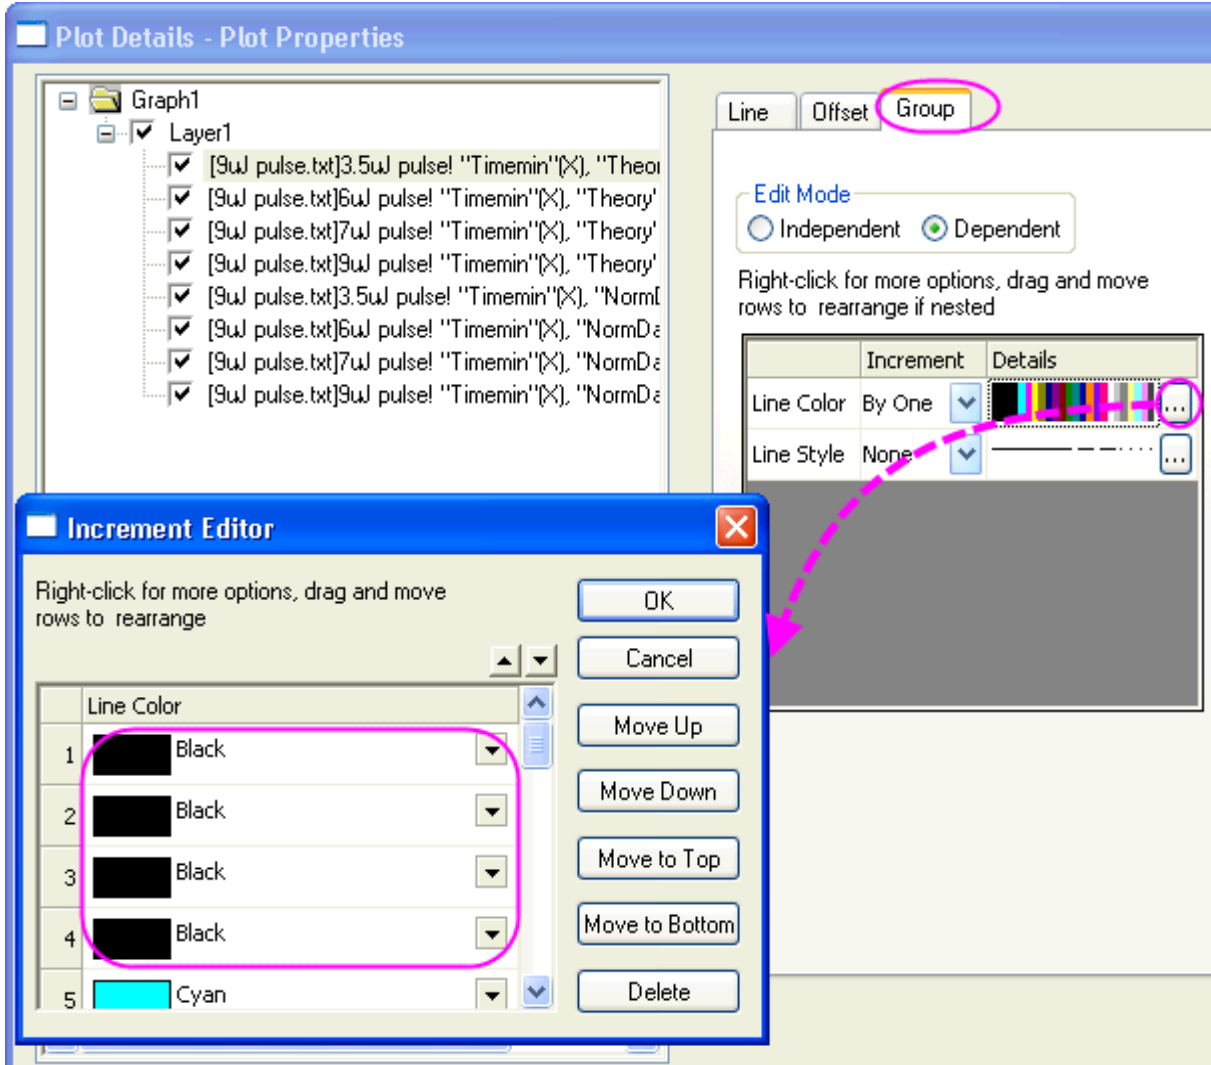 Plot Details - Plot Properties
Graph1
Layer1
[9uJ pulse.txt]3.5uJ pulse! "Timemin"(X), "Theo
[9uJ pulse.txt]6uJ pulse! "Timemin"(X), "Theory"
[9uJ pulse.txt]7uJ pulse! "Timemin"(X), "Theory"
[9uJ pulse.txt]9uJ pulse! "Timemin"(X), "Theory"
[9uJ pulse.txt]3.5uJ pulse! "Timemin"(X), "Norm
[9uJ pulse.txt]6uJ pulse! "Timemin"(X), "NormDa
[9uJ pulse.txt]7uJ pulse! "Timemin"(X), "NormDa
[9uJ pulse.txt]9uJ pulse! "Timemin"(X), "NormDa
Line Offset Group
Edit Mode
Independent Dependent
Right-click for more options, drag and move
rows to rearrange if nested
Increment Details
Line Color By One ...
Line Style None ...
Increment Editor
Right-click for more options, drag and move
rows to rearrange
Line Color
1 Black
2 Black
3 Black
4 Black
5 Cyan
OK
Cancel
Move Up
Move Down
Move to Top
Move to Bottom
Delete